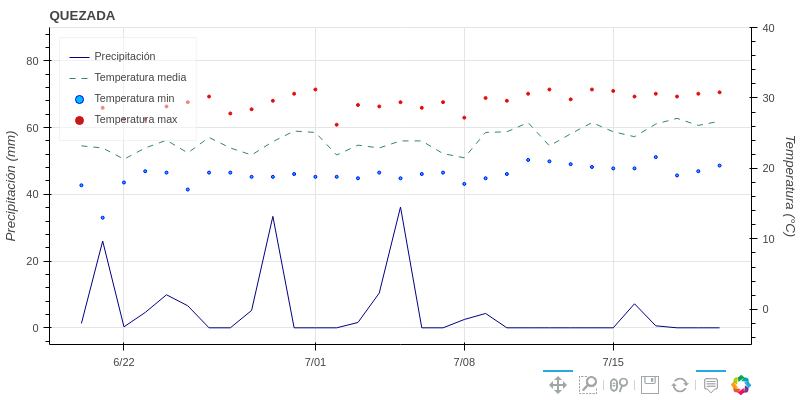 QUEZADA
Precipitación
Temperatura media
Temperatura min
Temperatura max
80
60
40
20
0
40
30
20
10
0
Precipitación (mm)
Temperatura (°C)
6/22
7/01
7/08
7/15